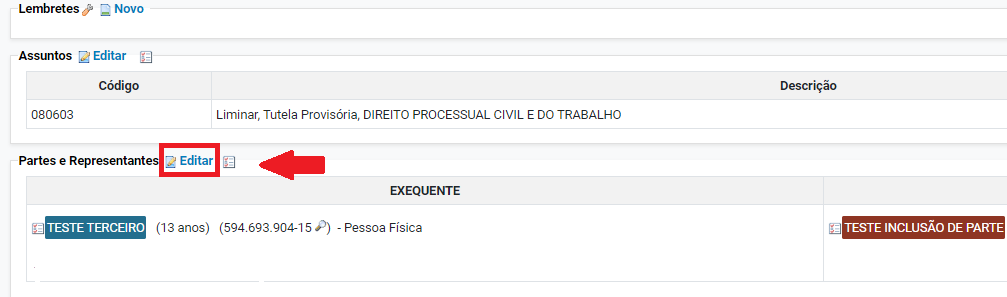 Lembretes Novo
Assuntos Editar
Código Descrição
080603 Liminar, Tutela Provisória, DIREITO PROCESSUAL CIVIL E DO TRABALHO
Partes e Representantes Editar
EXEQUENTE
TESTE TERCEIRO (13 anos) (594.693.904-15 ) - Pessoa Física TESTE INCLUSÃO DE PARTE